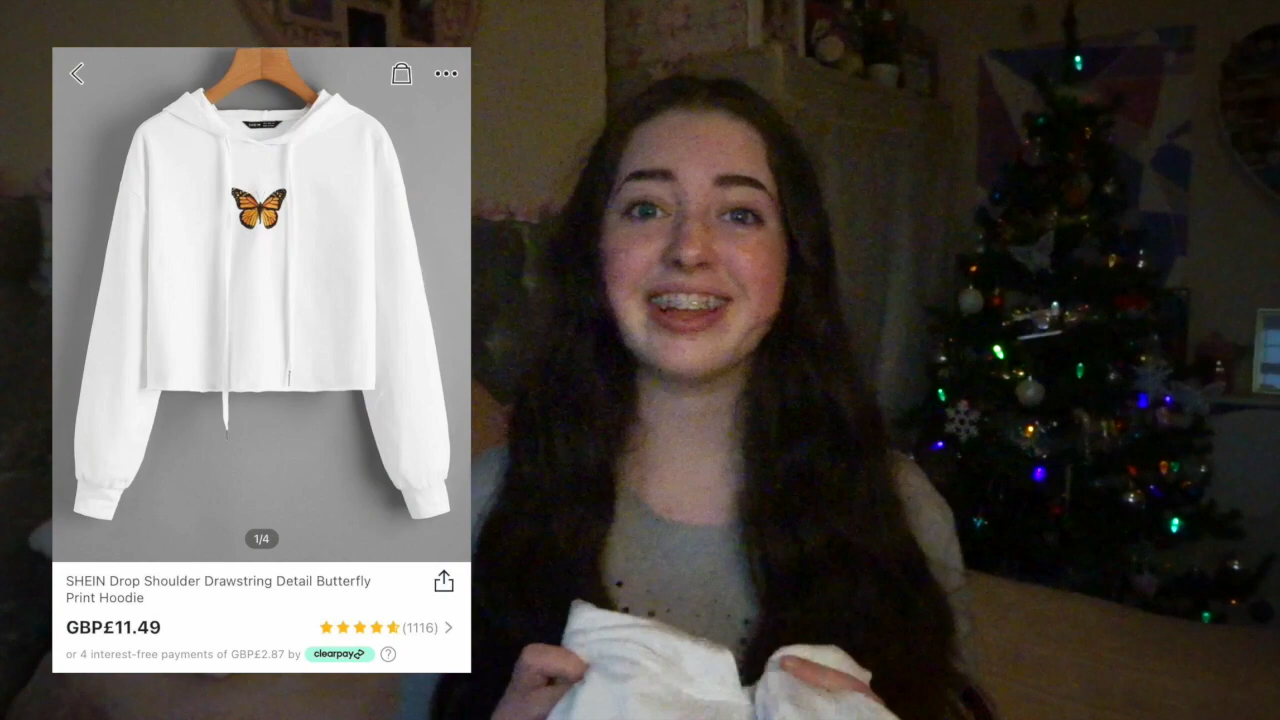 SHEIN
1/4
SHEIN Drop Shoulder Drawstring Detail Butterfly
Print Hoodie
GBP£11.49
(1116)
or 4 interest-free payments of GBP£2.87 by clearpay ?